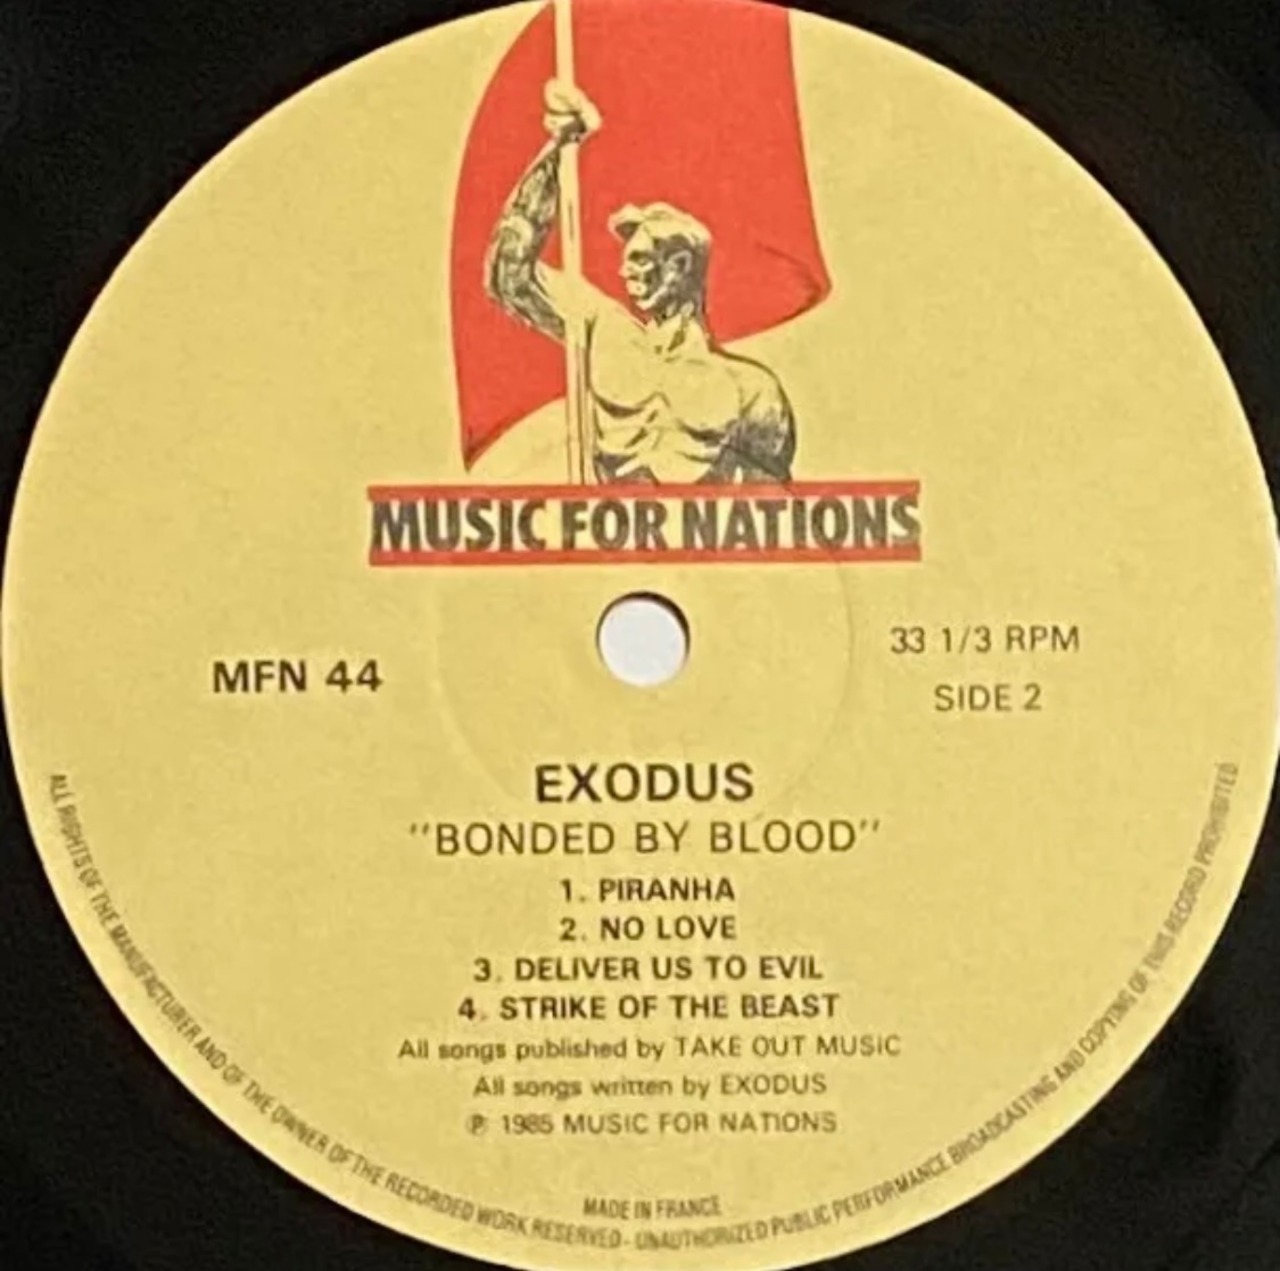 MUSIC FOR NATIONS
MFN 44
33 1/3 RPM
SIDE 2
EXODUS
"BONDED BY BLOOD"
1. PIRANHA
2. NO LOVE
3. DELIVER US TO EVIL
4. STRIKE OF THE BEAST
All songs published by TAKE OUT MUSIC
All songs written by EXODUS
℗ 1985 MUSIC FOR NATIONS
MADE IN FRANCE
ALL RIGHTS OF THE MANUFACTURER AND OF THE OWNER OF THE RECORDED WORK RESERVED - UNAUTHORIZED PUBLIC PERFORMANCE BROADCASTING AND COPYING OF THIS RECORD PROHIBITED